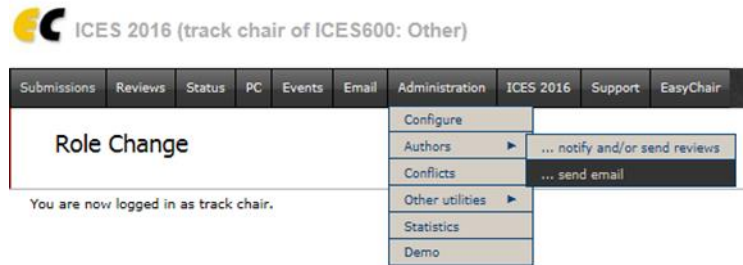 EC ICES 2016 (track chair of ICES600: Other)
Submissions Reviews Status PC Events Email Administration ICES 2016 Support EasyChair
Configure
Role Change
Authors ... notify and/or send reviews
Conflicts ... send email
You are now logged in as track chair.
Other utilities
Statistics
Demo